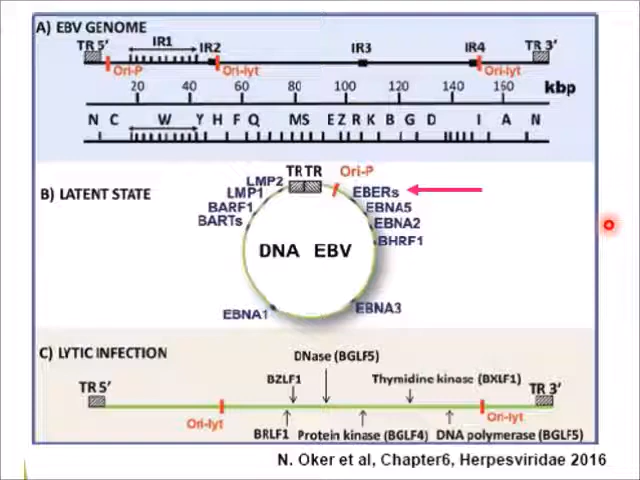 A) EBV GENOME
TR 5'
IR1
IR2
IR3
IR4
TR 3'
Ori-P
Ori-lyt
Ori-lyt
20 40 60 80 100 120 140 160 kbp
N C W Y H F Q MS E Z R K B G D I A N
B) LATENT STATE
TR TR
Ori-P
LMP2
LMP1
BARF1
BARTs
EBERs
EBNA5
EBNA2
BHRF1
DNA EBV
EBNA1
EBNA3
C) LYTIC INFECTION
DNase (BGLF5)
TR 5'
BZLF1
Thymidine kinase (BXLF1)
TR 3'
Ori-lyt
Ori-lyt
BRLF1 Protein kinase (BGLF4) DNA polymerase (BGLF5)
N. Oker et al, Chapter6, Herpesviridae 2016